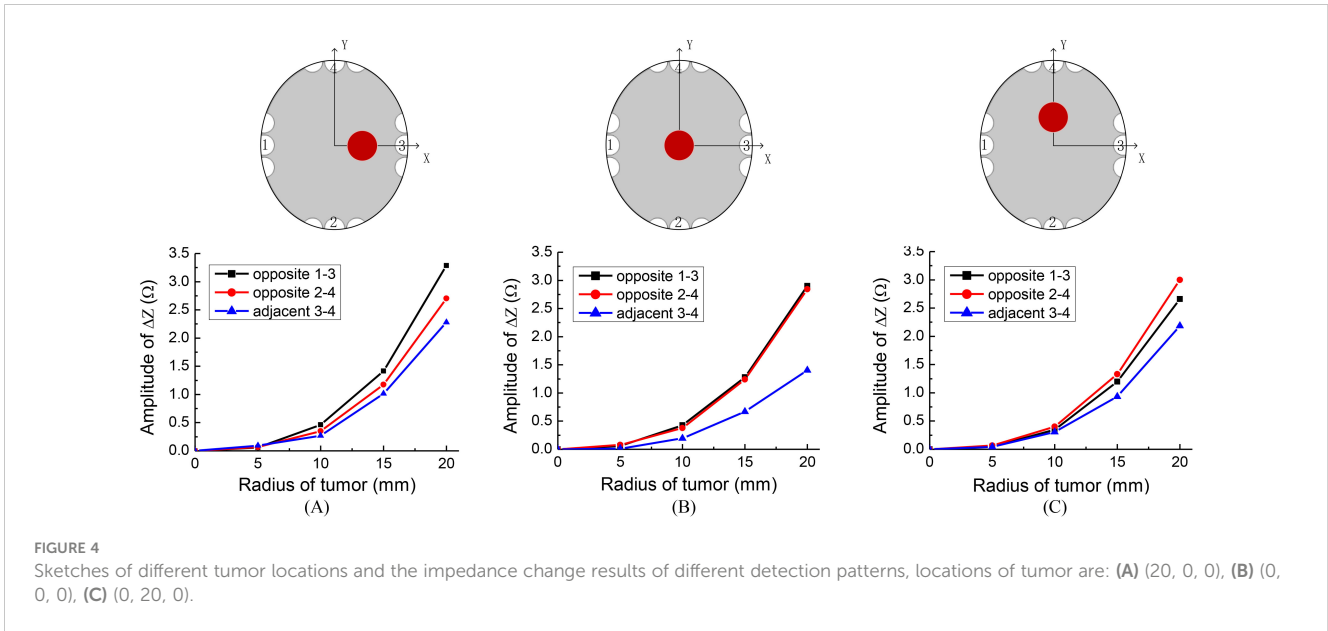 Y
4
1
3
X
2
Y
4
1
3
X
2
Y
4
1
3
X
2
3.5
3.0
2.5
2.0
1.5
1.0
0.5
0.0
Amplitude of ΔZ (Ω)
opposite 1-3
opposite 2-4
adjacent 3-4
0 5 10 15 20
Radius of tumor (mm)
(A)
3.5
3.0
2.5
2.0
1.5
1.0
0.5
0.0
Amplitude of ΔZ (Ω)
opposite 1-3
opposite 2-4
adjacent 3-4
0 5 10 15 20
Radius of tumor (mm)
(B)
3.5
3.0
2.5
2.0
1.5
1.0
0.5
0.0
Amplitude of ΔZ (Ω)
opposite 1-3
opposite 2-4
adjacent 3-4
0 5 10 15 20
Radius of tumor (mm)
(C)
FIGURE 4
Sketches of different tumor locations and the impedance change results of different detection patterns, locations of tumor are: (A) (20, 0, 0), (B) (0,
0, 0), (C) (0, 20, 0).